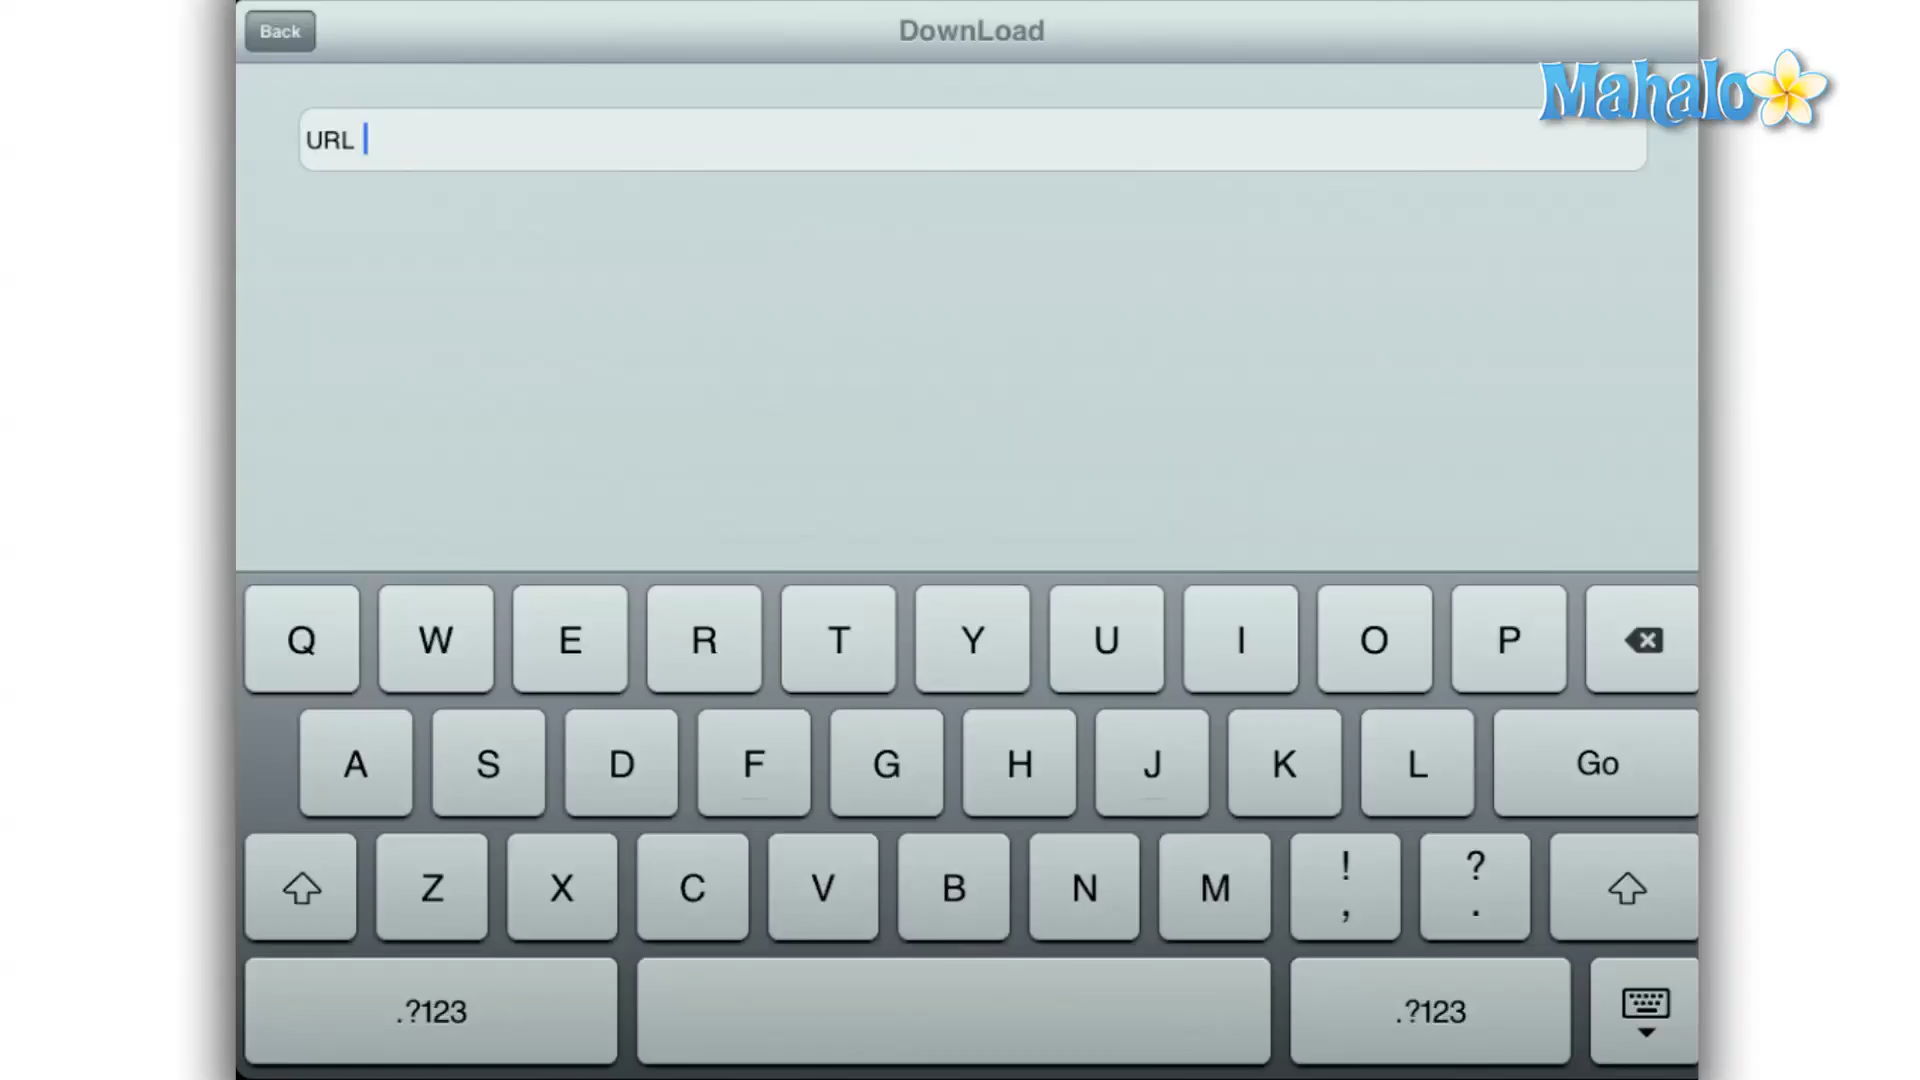 Back
DownLoad
Mahalo
URL
Q W E R T Y U I O P
A S D F G H J K L Go
Z X C V B N M ! , ? .
.?123 .?123